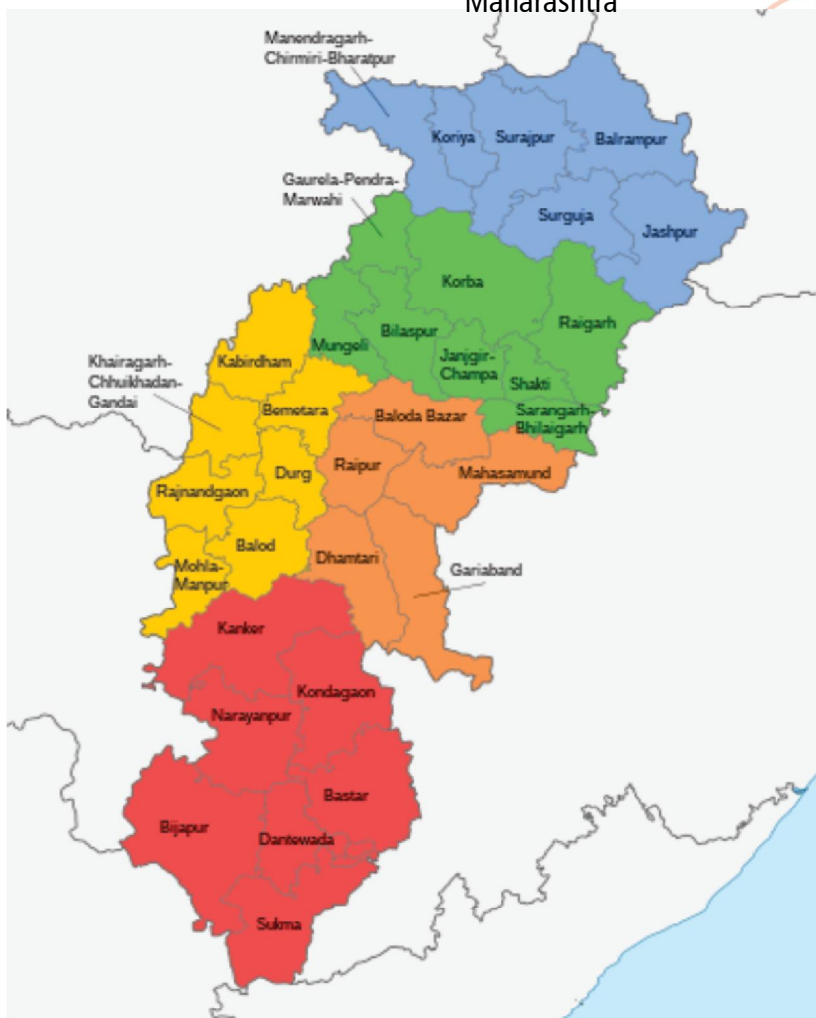 Maharashtra
Manendragarh-
Chirmiri-Bharatpur
Koriya
Surajpur
Balrampur
Gaurela-Pendra-
Marwahi
Surguja
Jashpur
Korba
Raigarh
Bilaspur
Mungeli
Janjgir-
Champa
Shakti
Kabirdham
Khairagarh-
Chhuikhadan-
Gandai
Bemetara
Baloda Bazar
Sarangarh-
Bhilaigarh
Raipur
Mahasamund
Durg
Rajnandgaon
Balod
Dhamtari
Gariaband
Mohla-
Manpur
Kanker
Kondagaon
Narayanpur
Bastar
Bijapur
Dantewada
Sukma